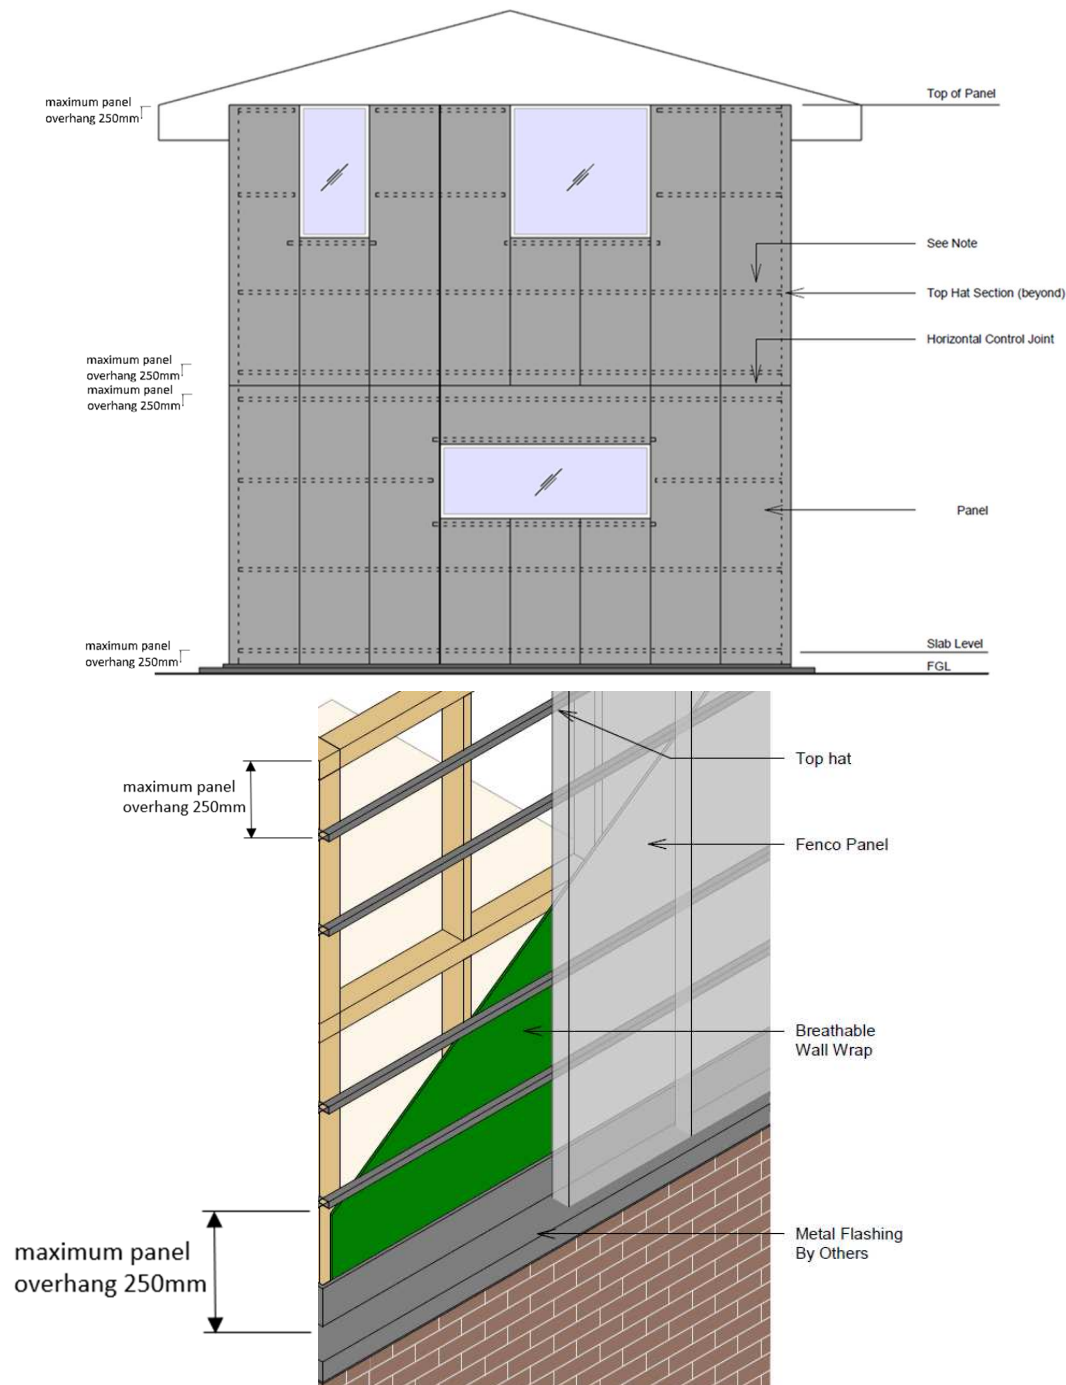 maximum panel
overhang 250mm
Top of Panel
See Note
Top Hat Section (beyond)
Horizontal Control Joint
maximum panel
overhang 250mm
maximum panel
overhang 250mm
Panel
maximum panel
overhang 250mm
Slab Level
FGL
Top hat
maximum panel
overhang 250mm
Fenco Panel
Breathable
Wall Wrap
Metal Flashing
By Others
maximum panel
overhang 250mm